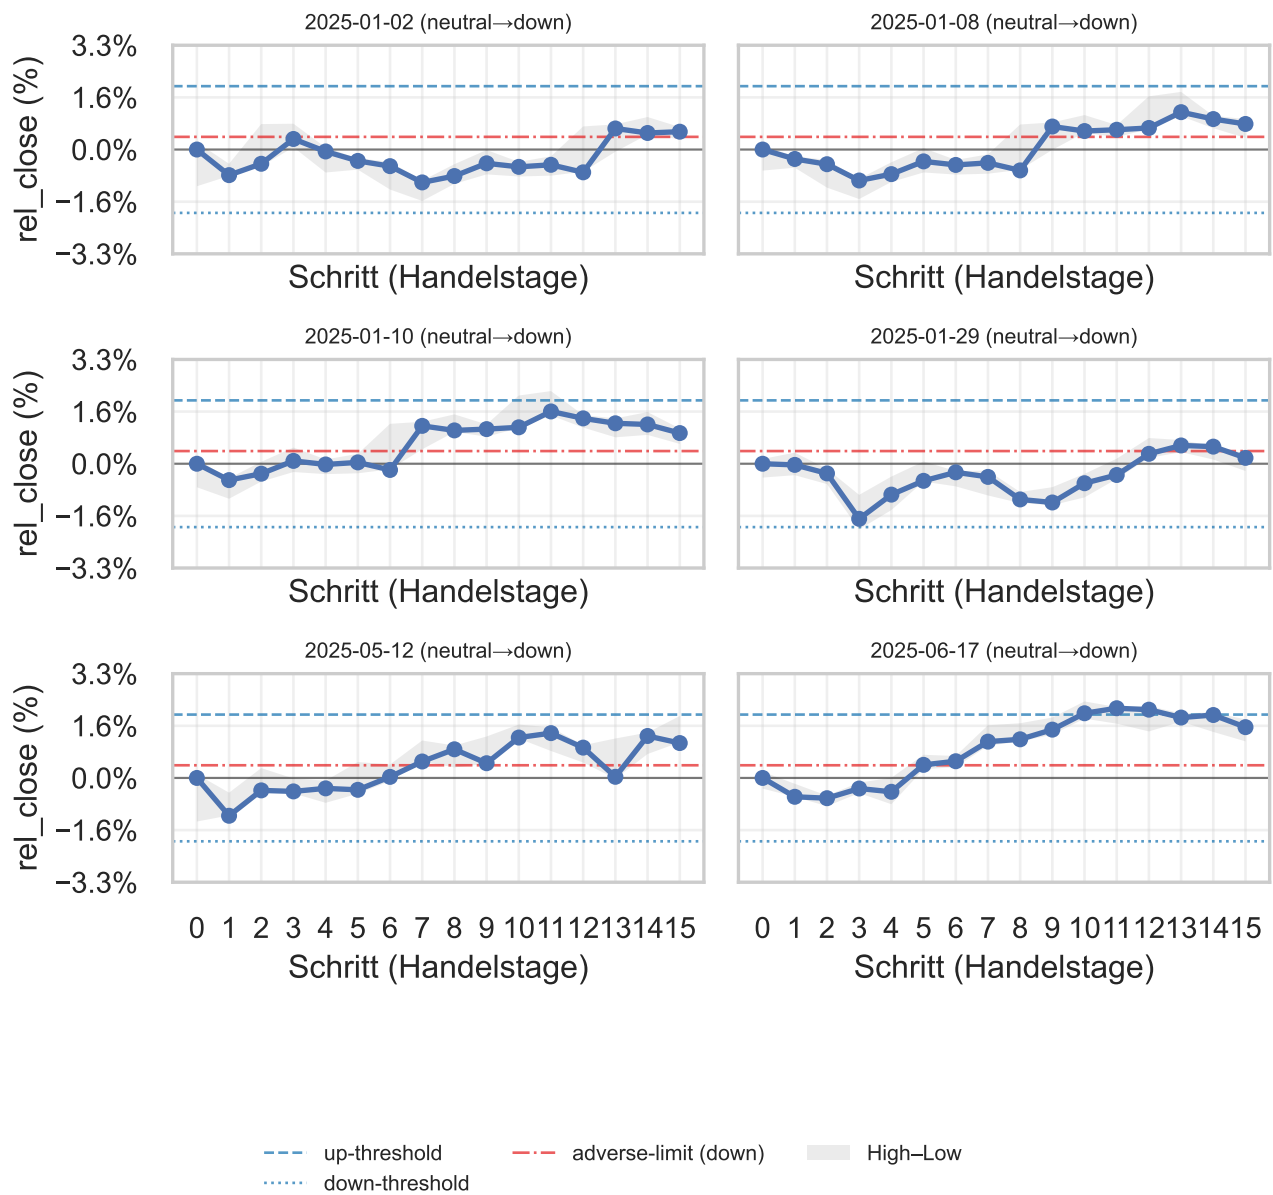 2025-01-02 (neutral→down)
2025-01-08 (neutral→down)
3.3%
1.6%
0.0%
−1.6%
−3.3%
rel_close (%)
Schritt (Handelstage)
Schritt (Handelstage)
2025-01-10 (neutral→down)
2025-01-29 (neutral→down)
3.3%
1.6%
0.0%
−1.6%
−3.3%
rel_close (%)
Schritt (Handelstage)
Schritt (Handelstage)
2025-05-12 (neutral→down)
2025-06-17 (neutral→down)
3.3%
1.6%
0.0%
−1.6%
−3.3%
rel_close (%)
0 1 2 3 4 5 6 7 8 9 10 11 12 13 14 15
0 1 2 3 4 5 6 7 8 9 10 11 12 13 14 15
Schritt (Handelstage)
Schritt (Handelstage)
up-threshold
down-threshold
adverse-limit (down)
High–Low